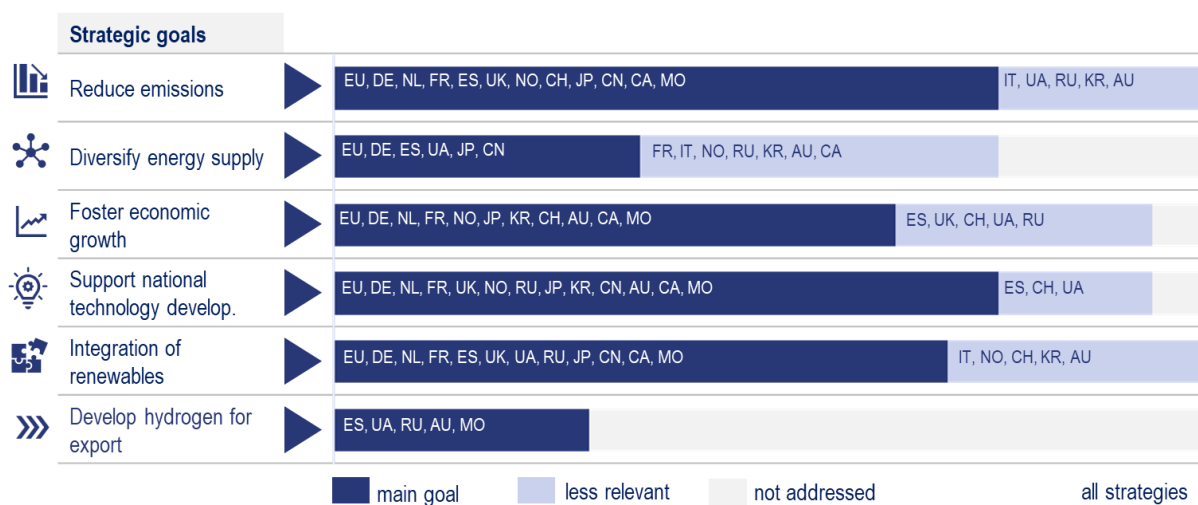 Strategic goals
Reduce emissions
EU, DE, NL, FR, ES, UK, NO, CH, JP, CN, CA, MO
IT, UA, RU, KR, AU
Diversify energy supply
EU, DE, ES, UA, JP, CN
FR, IT, NO, RU, KR, AU, CA
Foster economic
growth
EU, DE, NL, FR, NO, JP, KR, CH, AU, CA, MO
ES, UK, CH, UA, RU
Support national
technology develop.
EU, DE, NL, FR, UK, NO, RU, JP, KR, CN, AU, CA, MO
ES, CH, UA
Integration of
renewables
EU, DE, NL, FR, ES, UK, UA, RU, JP, CN, CA, MO
IT, NO, CH, KR, AU
Develop hydrogen for
export
ES, UA, RU, AU, MO
main goal
less relevant
not addressed
all strategies